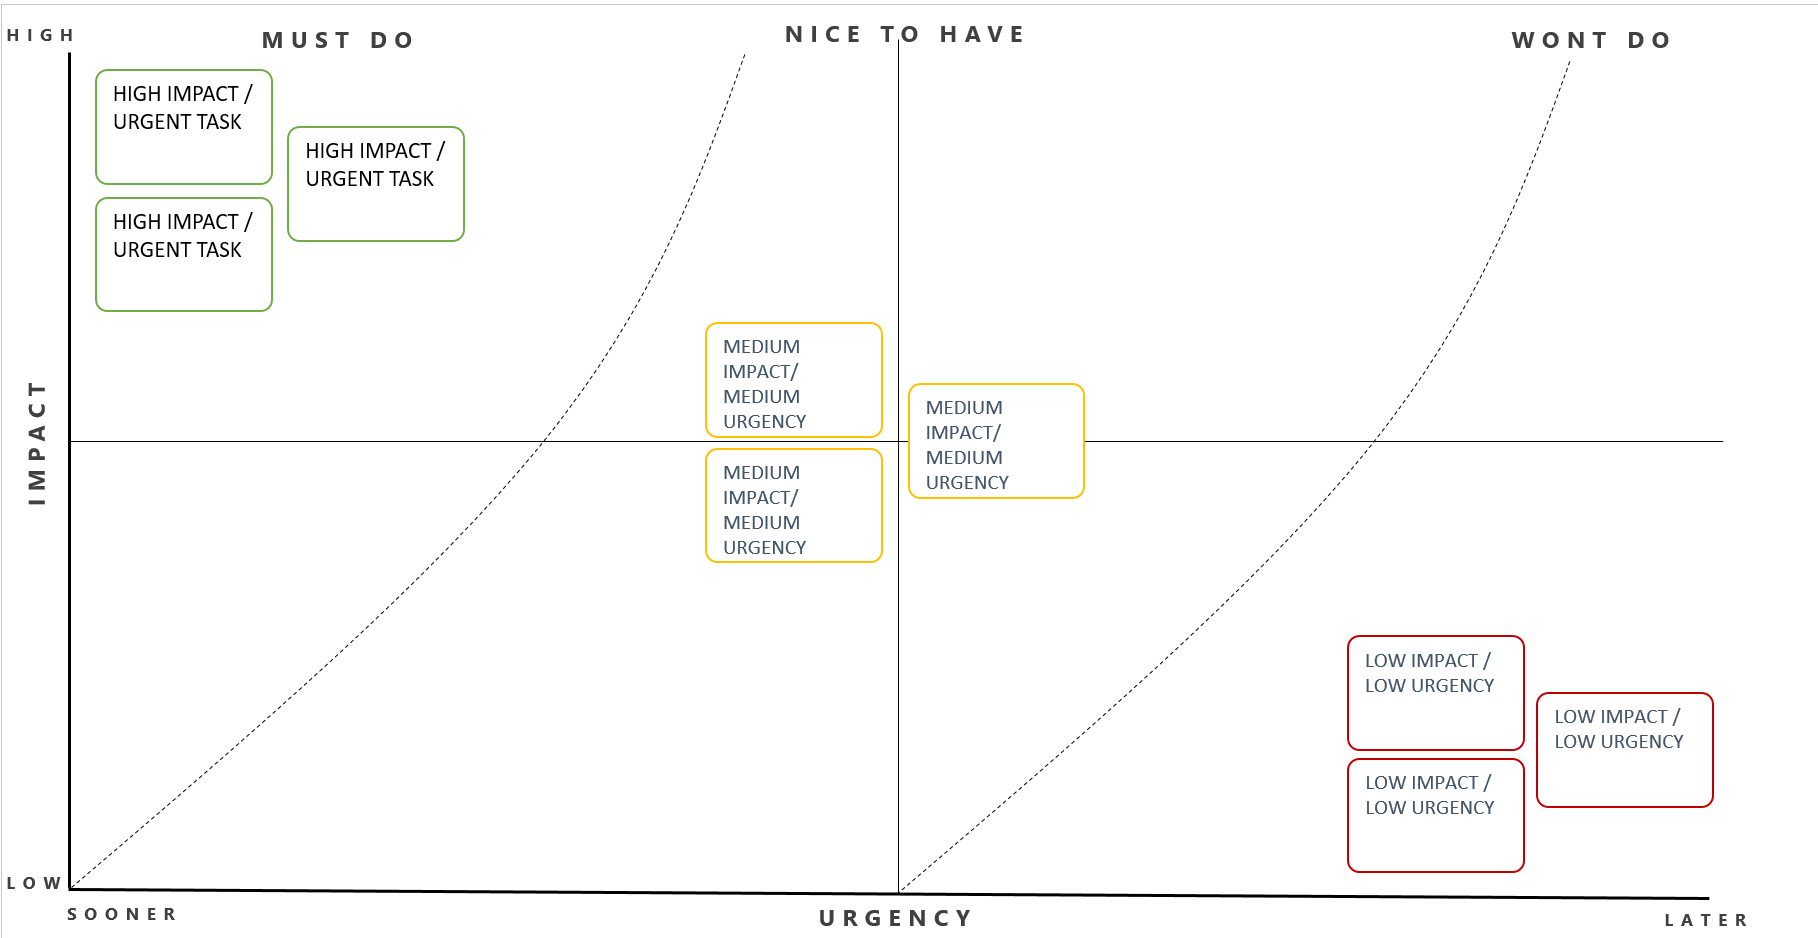 HIGH
MUST DO
NICE TO HAVE
WONT DO
HIGH IMPACT /
URGENT TASK
HIGH IMPACT /
URGENT TASK
HIGH IMPACT /
URGENT TASK
IMPACT
MEDIUM
IMPACT/
MEDIUM
URGENCY
MEDIUM
IMPACT/
MEDIUM
URGENCY
MEDIUM
IMPACT/
MEDIUM
URGENCY
LOW IMPACT /
LOW URGENCY
LOW IMPACT /
LOW URGENCY
LOW IMPACT /
LOW URGENCY
LOW
SOONER
URGENCY
LATER